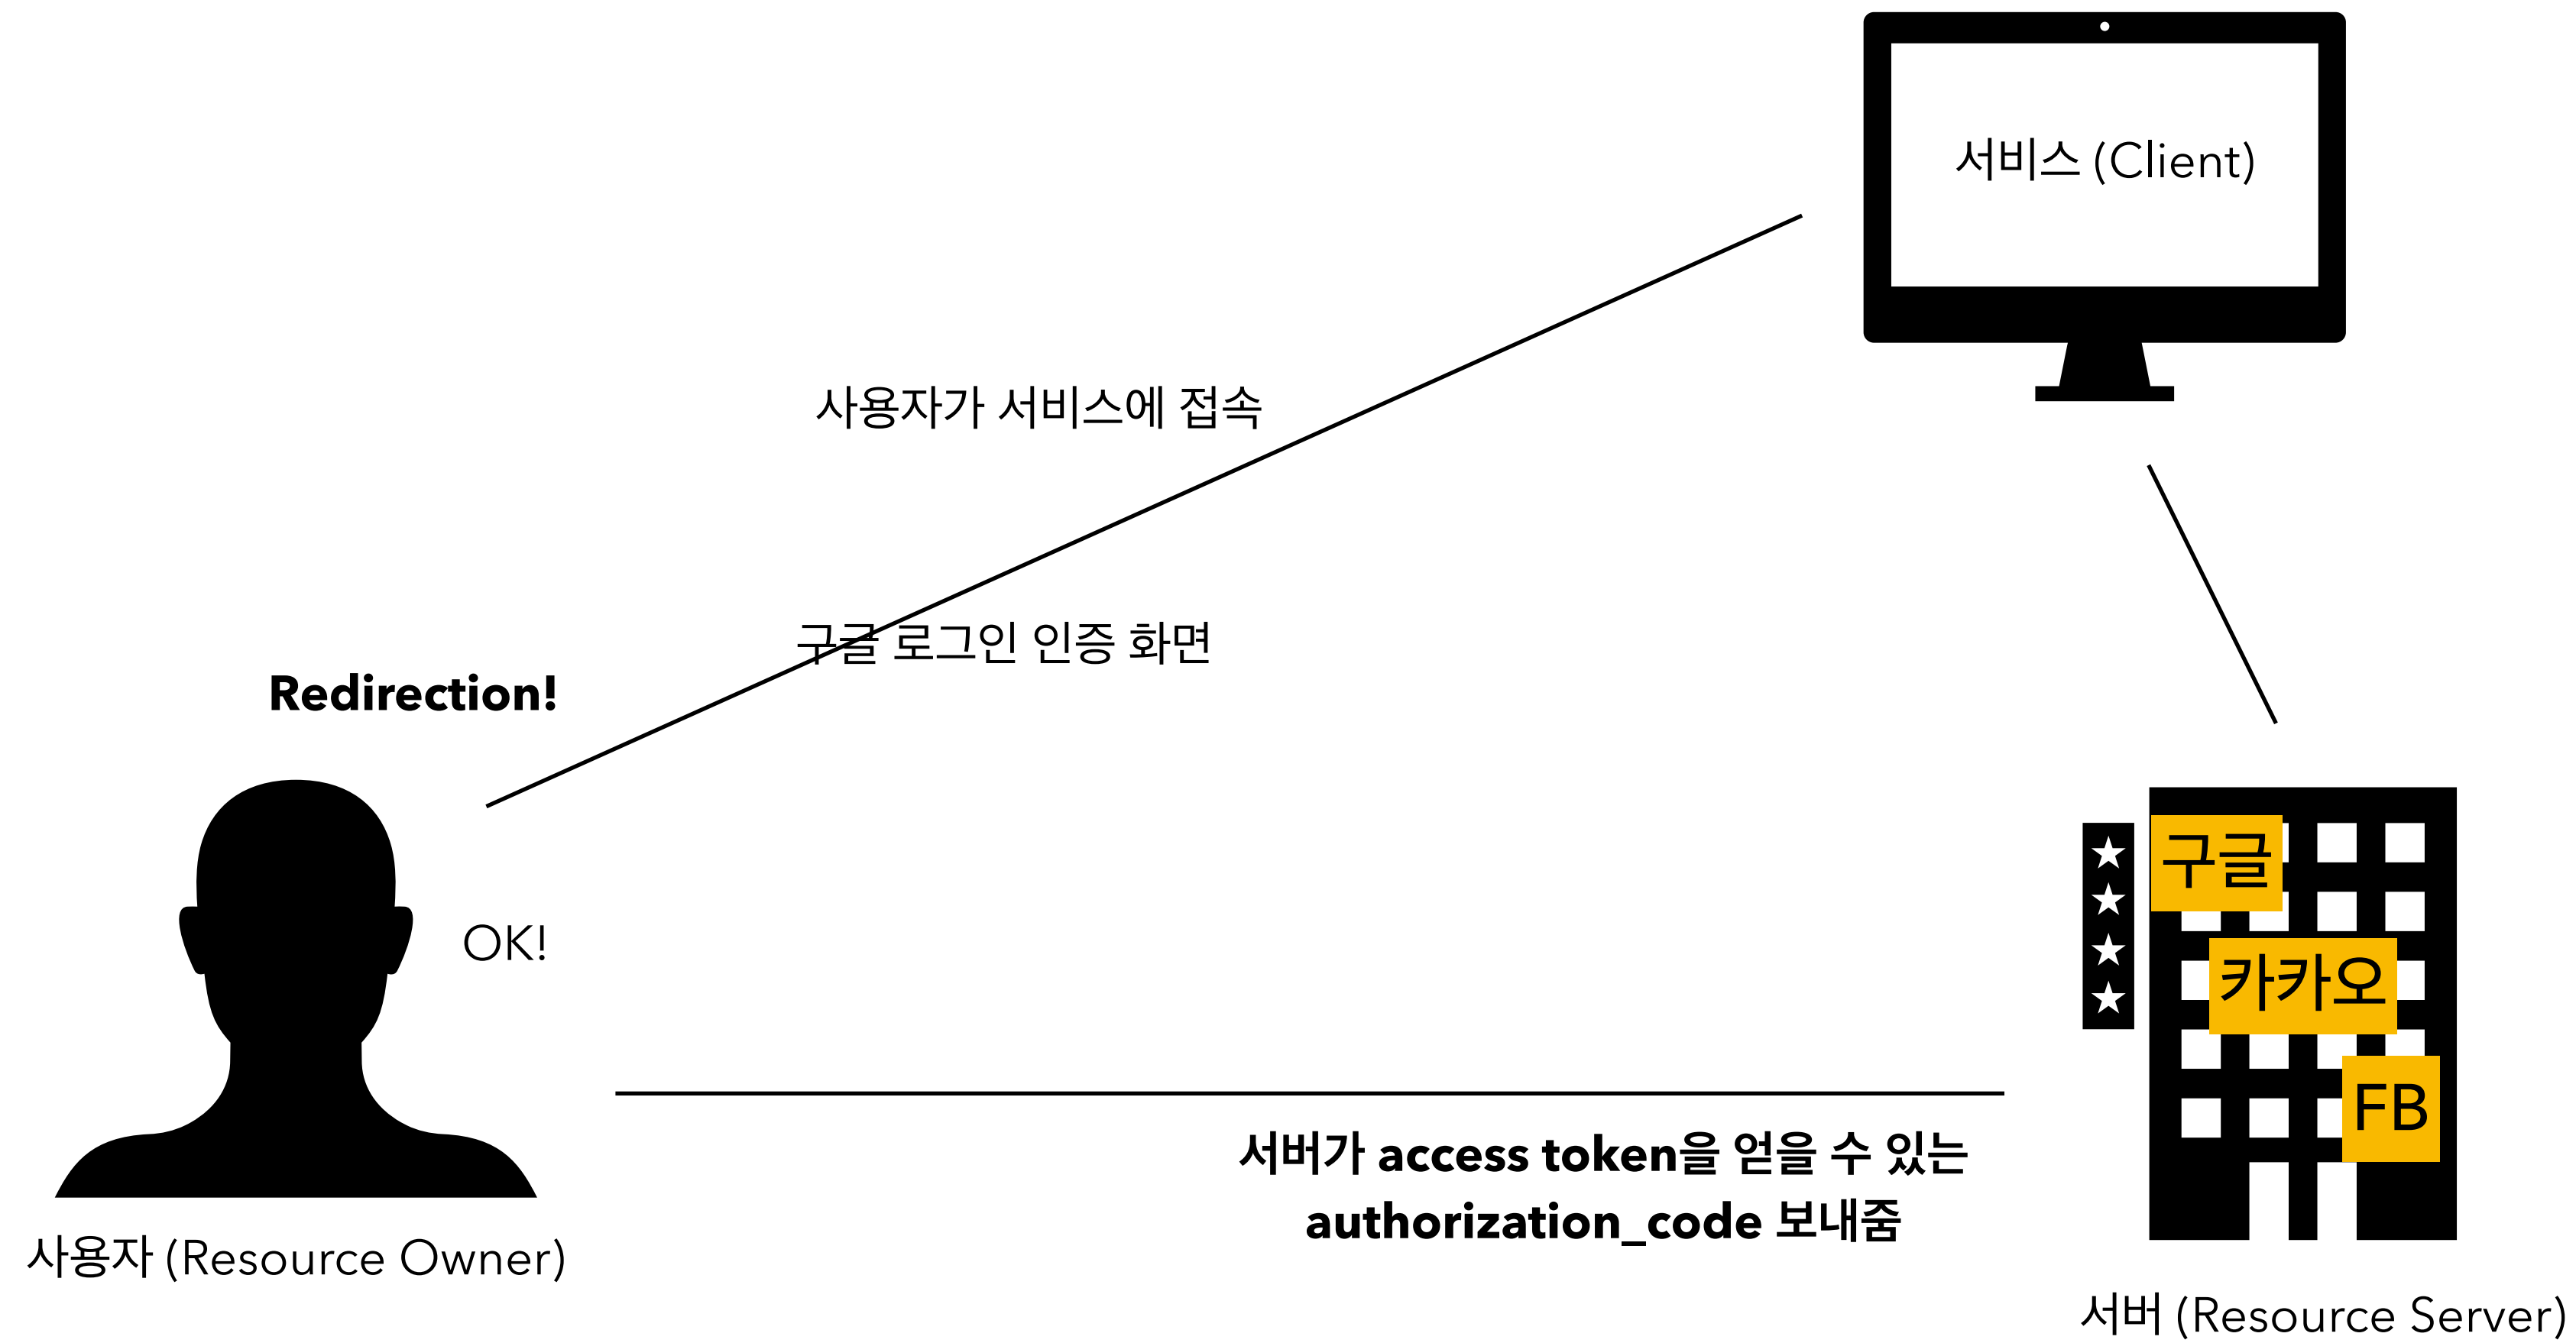 서비스 (Client)
사용자가 서비스에 접속
구글 로그인 인증 화면
Redirection!
OK!
구글
카카오
FB
서버가 access token을 얻을 수 있는
authorization_code 보내줌
사용자 (Resource Owner)
서버 (Resource Server)